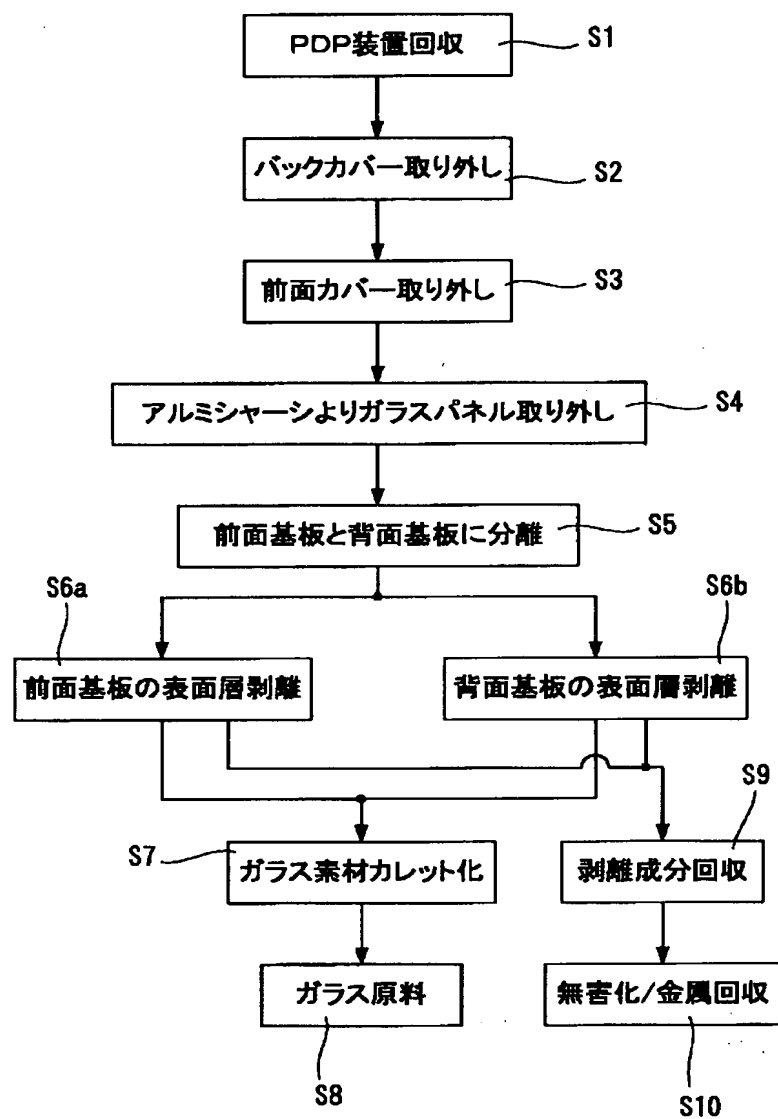 PDP装置回収
S1
バックカバー取り外し
S2
前面カバー取り外し
S3
アルミシャーシよりガラスパネル取り外し
S4
前面基板と背面基板に分離
S5
S6a
S6b
前面基板の表面層剥離
背面基板の表面層剥離
S7
S9
ガラス素材カレット化
剥離成分回収
ガラス原料
無害化/金属回収
S8
S10